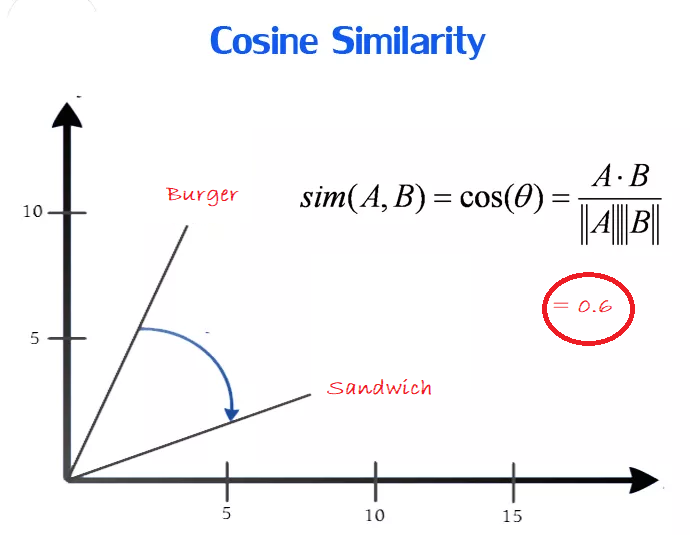 Cosine Similarity
Burger
sim(A, B) = cos(θ) = A · B / ‖A‖‖B‖
10
= 0.6
5
Sandwich
5 10 15